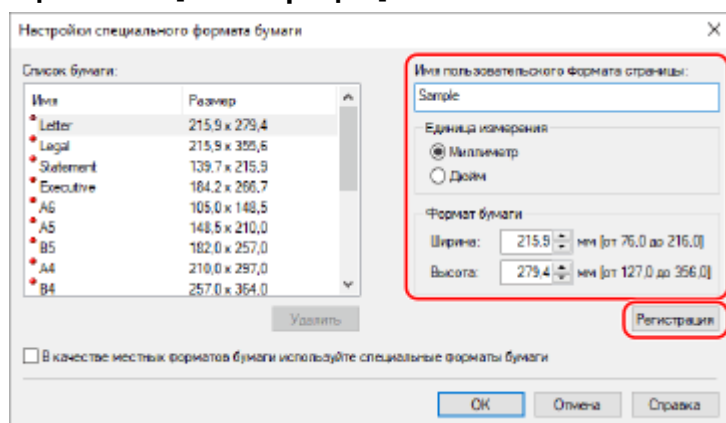 Настройки специального формата бумаги
Список бумаги:
Имя Размер
Letter 215,9 x 279,4
Legal 215,9 x 355,6
Statement 139,7 x 215,9
Executive 184,2 x 266,7
A6 105,0 x 148,5
A5 148,5 x 210,0
B5 182,0 x 257,0
A4 210,0 x 297,0
B4 257,0 x 364,0
Удалить
Имя пользовательского формата страницы:
Sample
Единица измерения
Миллиметр
Дюйм
Формат бумаги
Ширина: 215,9 мм [от 76,0 до 216,0]
Высота: 279,4 мм [от 127,0 до 356,0]
Регистрация
В качестве местных форматов бумаги используйте специальные форматы бумаги
OK Отмена Справка